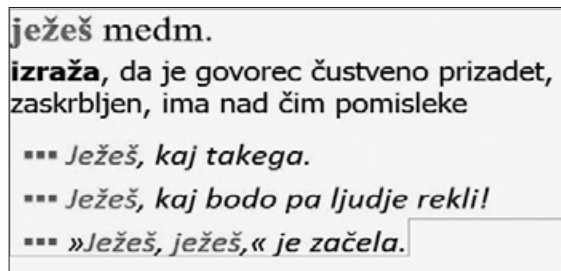 ježeš medm.
izraža, da je govorec čustveno prizadet,
zaskrbljen, ima nad čim pomisleke
▪▪▪ Ježeš, kaj takega.
▪▪▪ Ježeš, kaj bodo pa ljudje rekli!
▪▪▪ »Ježeš, ježeš,« je začela.